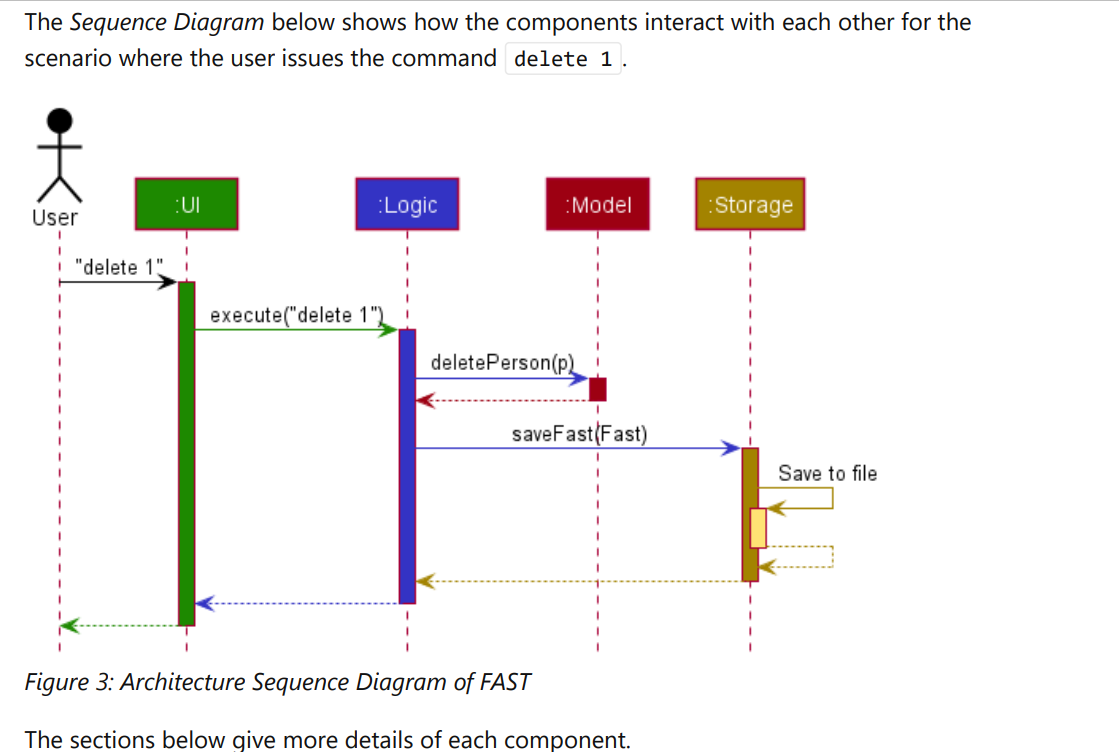 The Sequence Diagram below shows how the components interact with each other for the
scenario where the user issues the command delete 1 .
User
:UI
:Logic
:Model
:Storage
"delete 1"
execute("delete 1")
deletePerson(p)
saveFast(Fast)
Save to file
Figure 3: Architecture Sequence Diagram of FAST
The sections below give more details of each component.